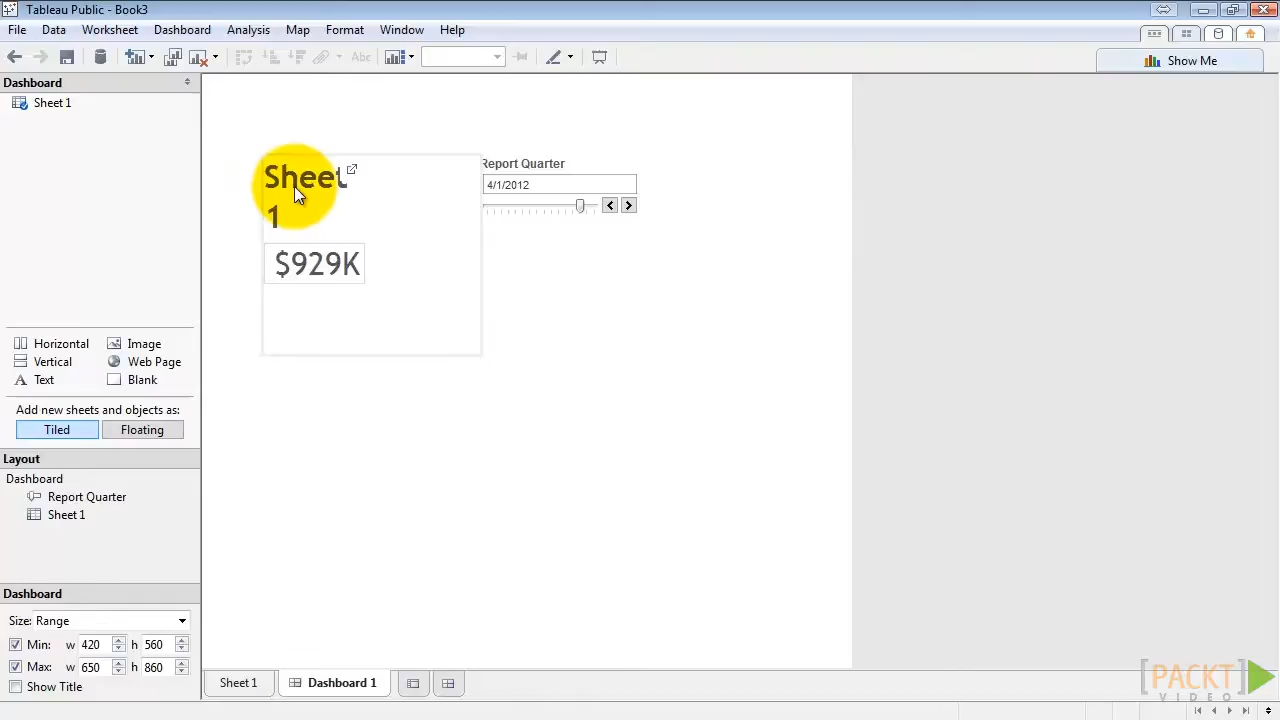 Tableau Public - Book3
File Data Worksheet Dashboard Analysis Map Format Window Help
Abc
Show Me
Dashboard
Sheet 1
Horizontal Image
Vertical Web Page
Text Blank
Add new sheets and objects as:
Tiled Floating
Layout
Dashboard
Report Quarter
Sheet 1
Dashboard
Size: Range
Min: w 420 h 560
Max: w 650 h 860
Show Title
Sheet
1
$929K
Report Quarter
4/1/2012
Sheet 1 Dashboard 1
[PACKT]
VIDEO